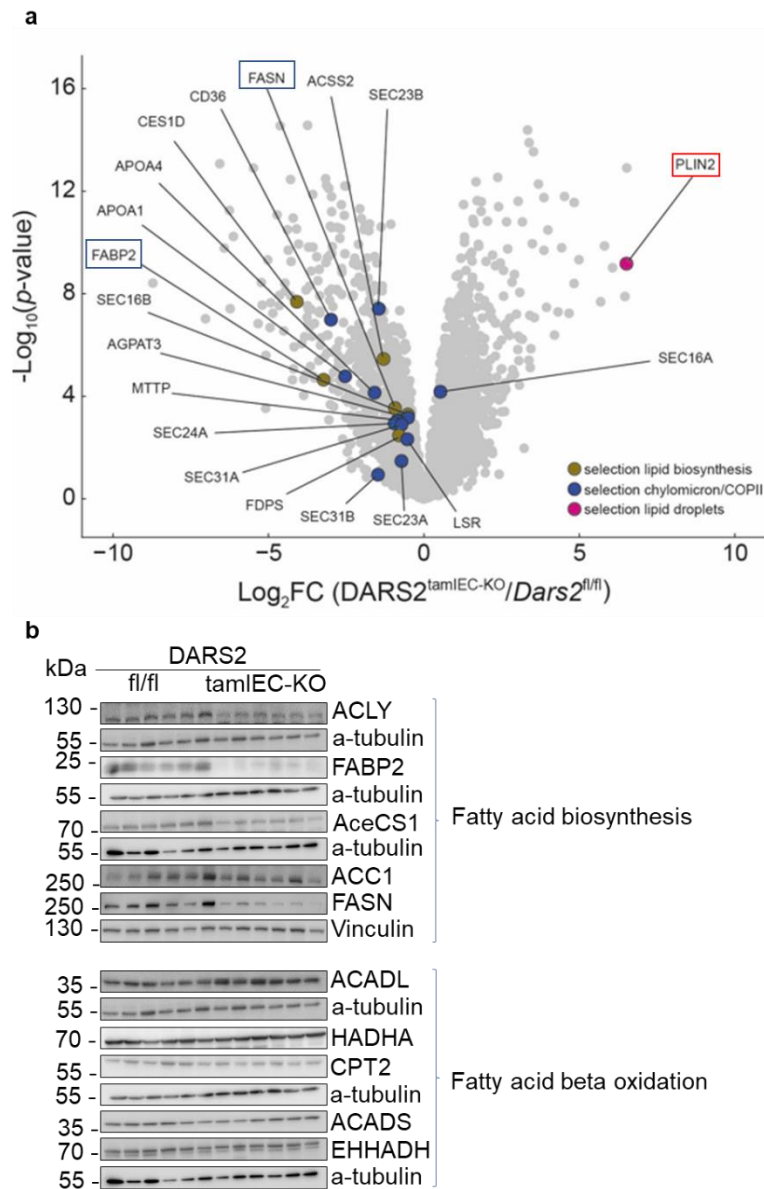 a
16
12
8
4
0
-Log10(p-value)
−10
−5
0
5
10
Log2FC (DARS2tamIEC-KO/Dars2fl/fl)
FASN
ACSS2
SEC23B
CD36
CES1D
APOA4
APOA1
FABP2
SEC16B
AGPAT3
MTTP
SEC24A
SEC31A
FDPS
SEC31B
SEC23A
LSR
PLIN2
SEC16A
selection lipid biosynthesis
selection chylomicron/COPII
selection lipid droplets
b
DARS2
kDa
fl/fl tamIEC-KO
130 - ACLY
55 - a-tubulin
25 - FABP2
55 - a-tubulin
70 - AceCS1
55 - a-tubulin
250 - ACC1
250 - FASN
130 - Vinculin
Fatty acid biosynthesis
35 - ACADL
55 - a-tubulin
70 - HADHA
55 - CPT2
55 - a-tubulin
35 - ACADS
70 - EHHADH
55 - a-tubulin
Fatty acid beta oxidation